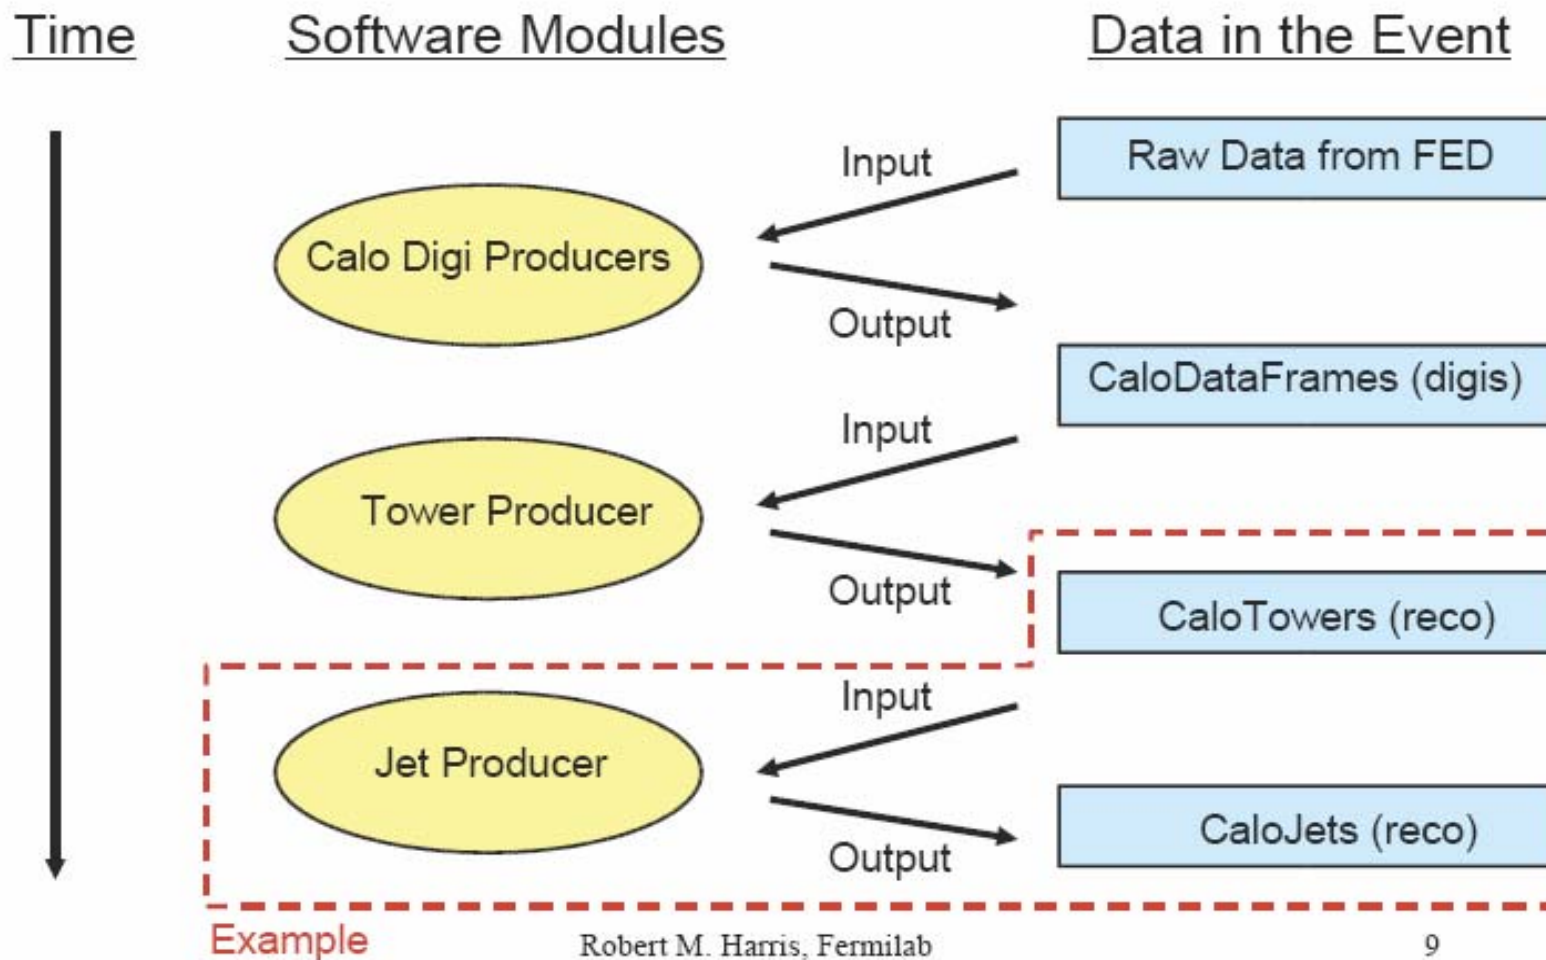 Time
Software Modules
Data in the Event
Raw Data from FED
Input
Calo Digi Producers
Output
CaloDataFrames (digis)
Input
Tower Producer
Output
CaloTowers (reco)
Input
Jet Producer
Output
CaloJets (reco)
Example
Robert M. Harris, Fermilab
9